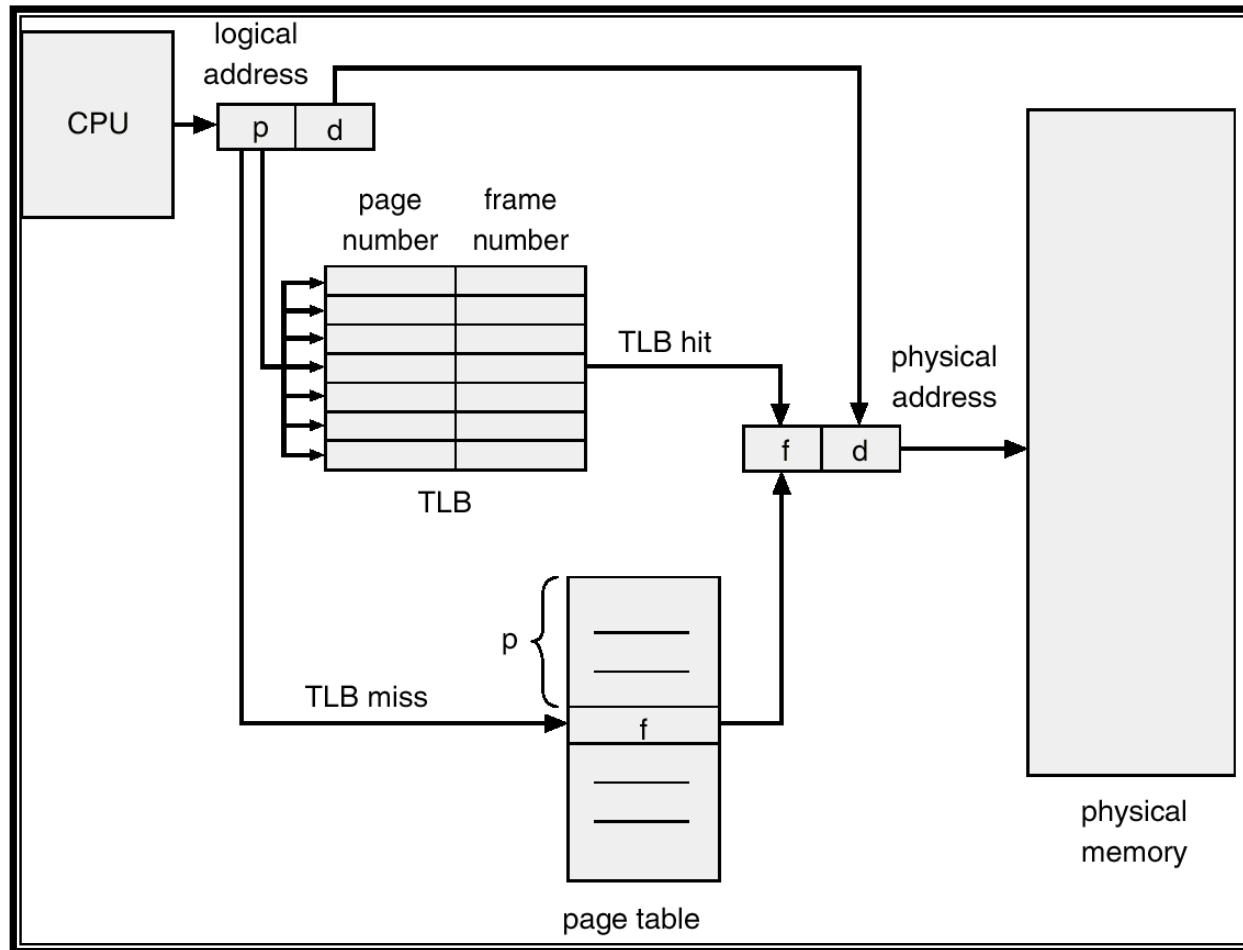 logical
address
CPU
p
d
page
number
frame
number
TLB hit
physical
address
f
d
TLB
p
TLB miss
f
physical
memory
page table